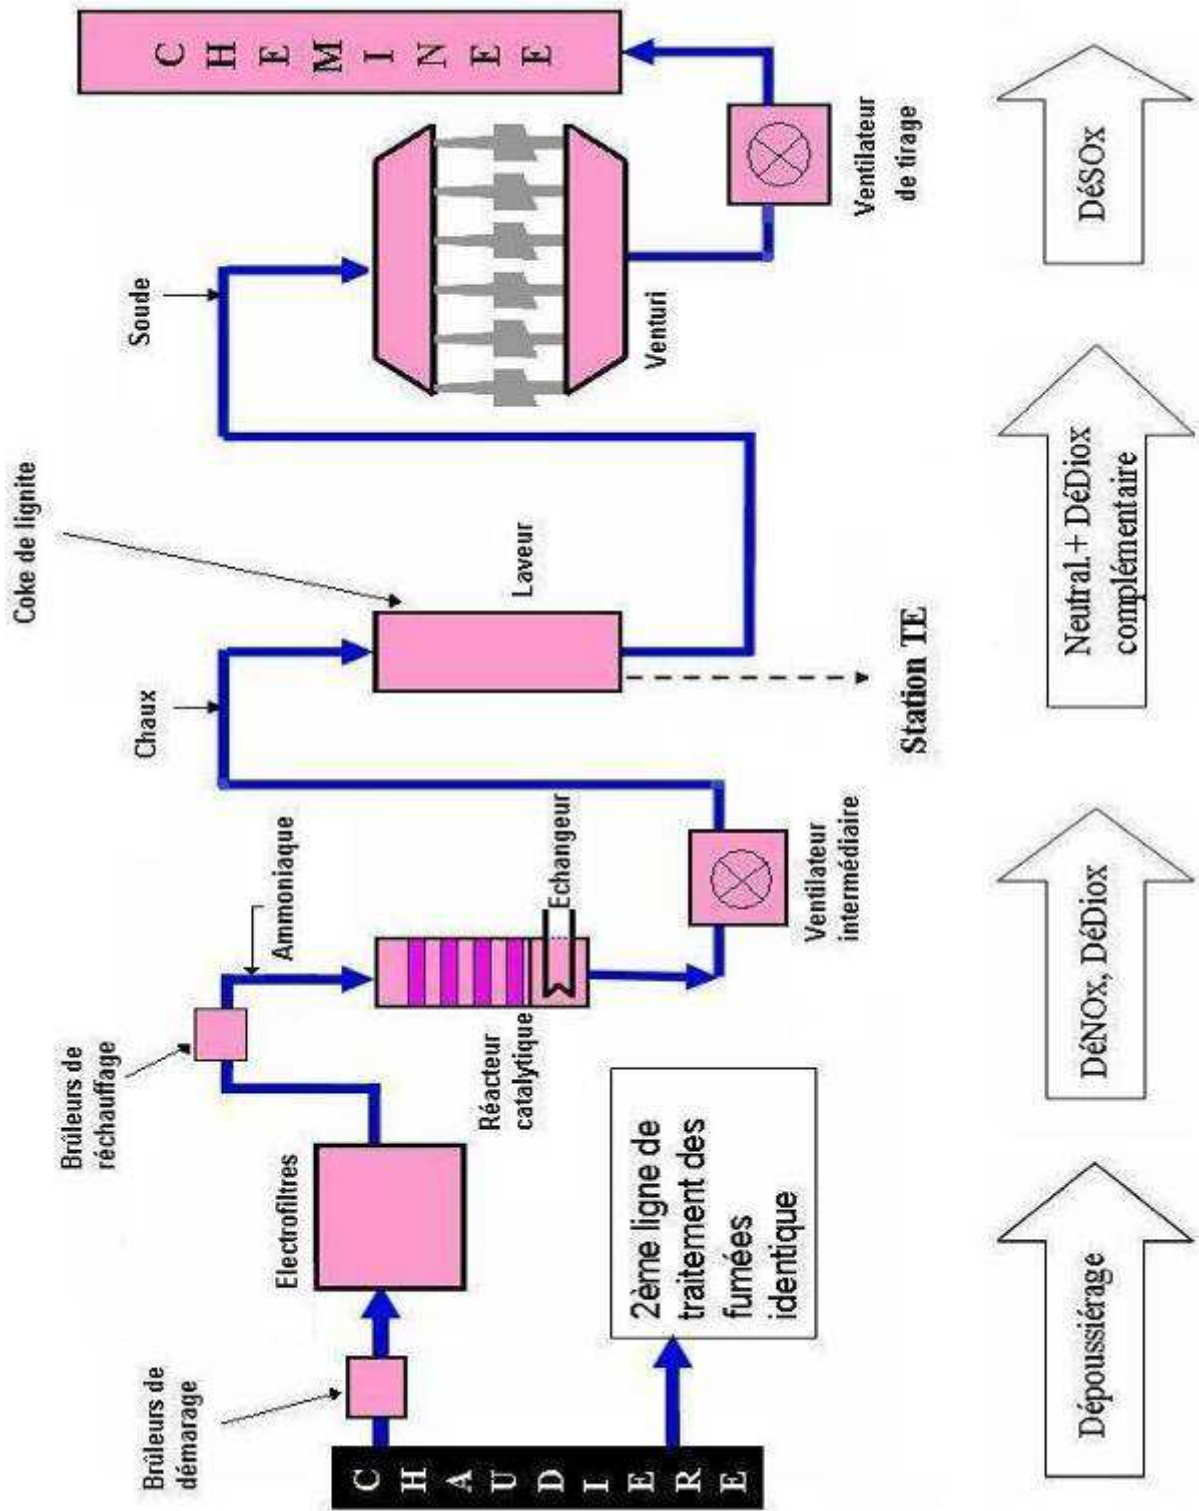 Coke de lignite
Brûleurs de
réchauffage
Chaux
Soude
Brûleurs de
démarage
Electrofiltres
Ammoniaque
CHAUDIERE
Réacteur
catalytique
Echangeur
Laveur
Venturi
CHEMINEE
2ème ligne de
traitement des
fumées
identique
Ventilateur
intermédiaire
Station TE
Ventilateur
de tirage
Dépoussiérage
DéNOx, DéDiox
Neutral.+ DéDiox
complémentaire
DéSOx